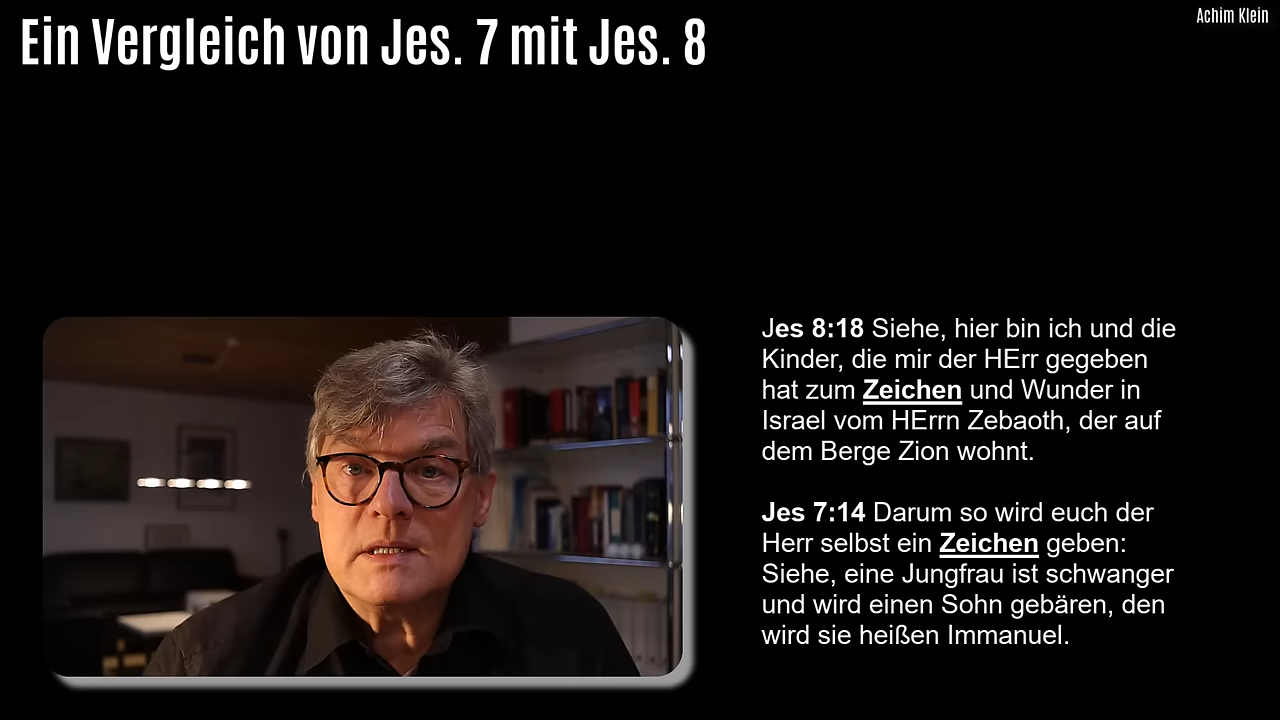 Ein Vergleich von Jes. 7 mit Jes. 8
Achim Klein
Jes 8:18 Siehe, hier bin ich und die
Kinder, die mir der HErr gegeben
hat zum Zeichen und Wunder in
Israel vom HErrn Zebaoth, der auf
dem Berge Zion wohnt.
Jes 7:14 Darum so wird euch der
Herr selbst ein Zeichen geben:
Siehe, eine Jungfrau ist schwanger
und wird einen Sohn gebären, den
wird sie heißen Immanuel.